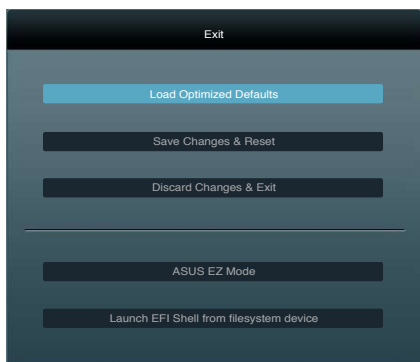 Exit
Load Optimized Defaults
Save Changes & Reset
Discard Changes & Exit
ASUS EZ Mode
Launch EFI Shell from filesystem device